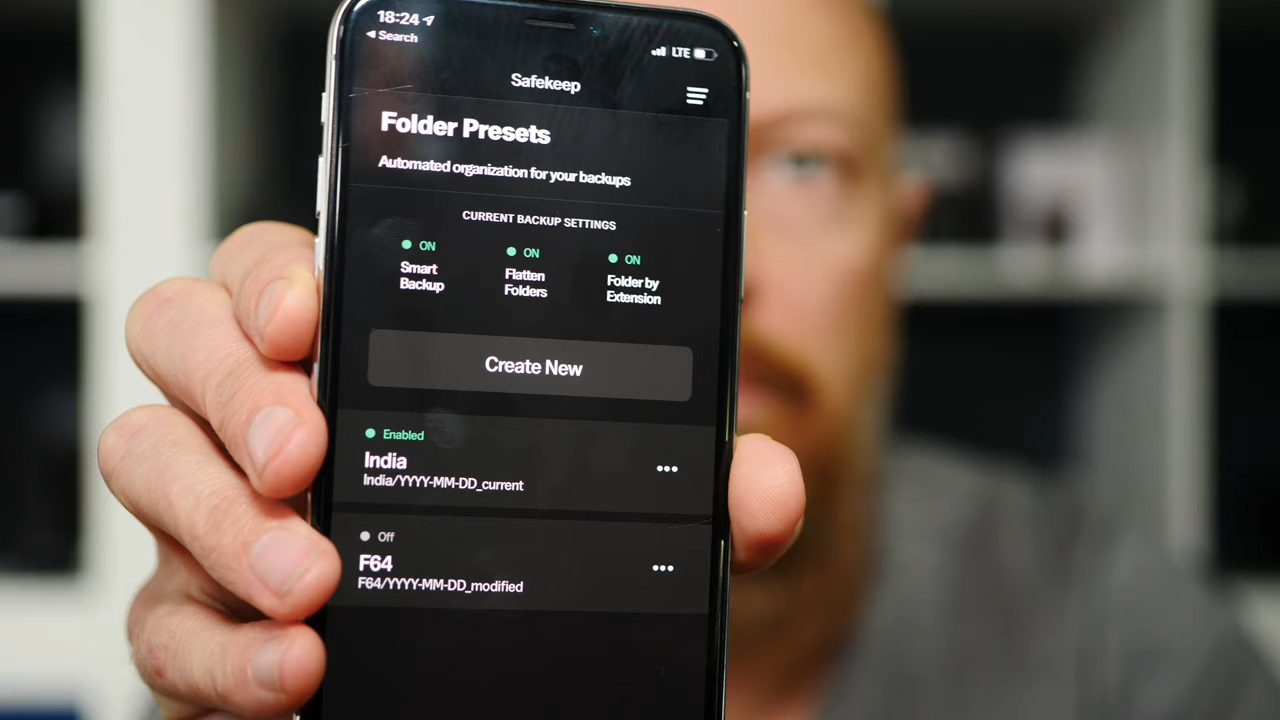 18:24
Search
LTE
Safekeep
Folder Presets
Automated organization for your backups
CURRENT BACKUP SETTINGS
ON
Smart
Backup
ON
Flatten
Folders
ON
Folder by
Extension
Create New
Enabled
India
India/YYYY-MM-DD_current
Off
F64
F64/YYYY-MM-DD_modified